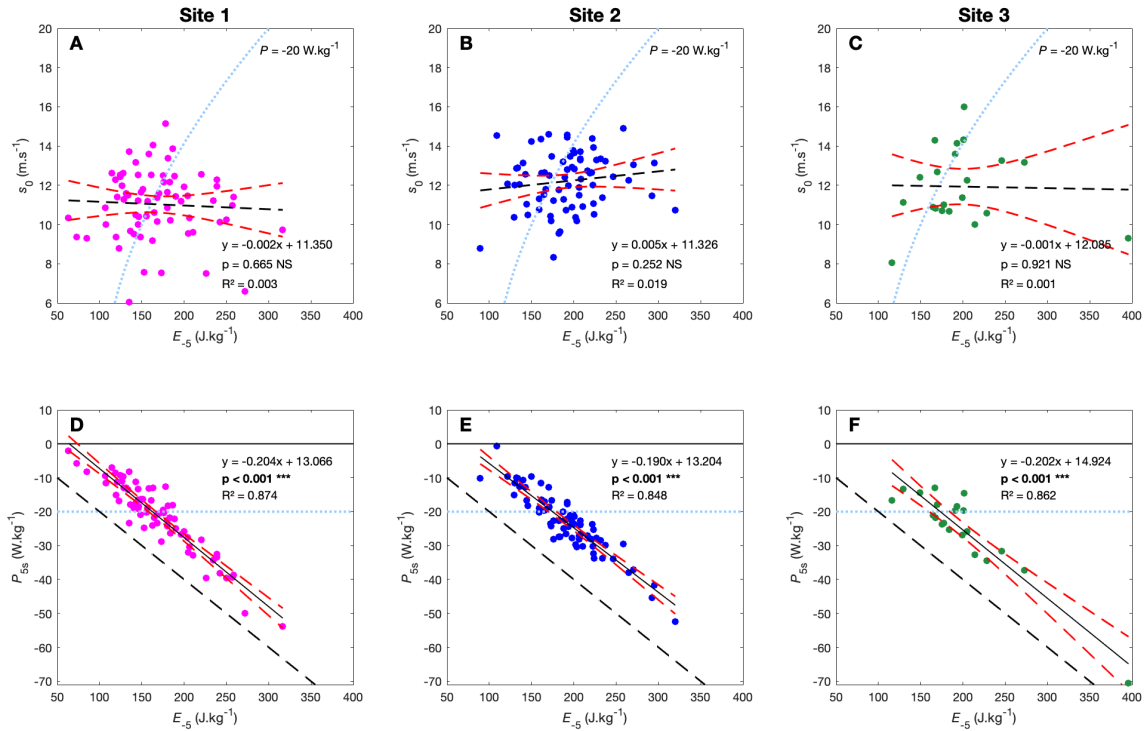 Site 1
Site 2
Site 3
A
P = -20 W.kg⁻¹
20
18
16
14
12
10
8
6
s₀ (m.s⁻¹)
y = -0.002x + 11.350
p = 0.665 NS
R² = 0.003
50 100 150 200 250 300 350 400
E₋₅ (J.kg⁻¹)
B
P = -20 W.kg⁻¹
20
18
16
14
12
10
8
6
s₀ (m.s⁻¹)
y = 0.005x + 11.326
p = 0.252 NS
R² = 0.019
50 100 150 200 250 300 350 400
E₋₅ (J.kg⁻¹)
C
P = -20 W.kg⁻¹
20
18
16
14
12
10
8
6
s₀ (m.s⁻¹)
y = -0.001x + 12.085
p = 0.921 NS
R² = 0.001
50 100 150 200 250 300 350 400
E₋₅ (J.kg⁻¹)
D
10
0
-10
-20
-30
-40
-50
-60
-70
P₅ₛ (W.kg⁻¹)
y = -0.204x + 13.066
p < 0.001 ***
R² = 0.874
50 100 150 200 250 300 350 400
E₋₅ (J.kg⁻¹)
E
10
0
-10
-20
-30
-40
-50
-60
-70
P₅ₛ (W.kg⁻¹)
y = -0.190x + 13.204
p < 0.001 ***
R² = 0.848
50 100 150 200 250 300 350 400
E₋₅ (J.kg⁻¹)
F
10
0
-10
-20
-30
-40
-50
-60
-70
P₅ₛ (W.kg⁻¹)
y = -0.202x + 14.924
p < 0.001 ***
R² = 0.862
50 100 150 200 250 300 350 400
E₋₅ (J.kg⁻¹)